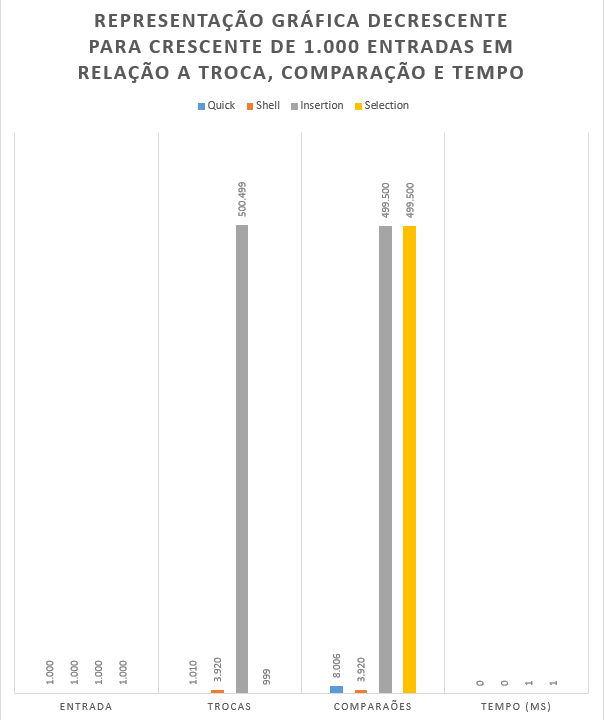 REPRESENTAÇÃO GRÁFICA DECRESCENTE
PARA CRESCENTE DE 1.000 ENTRADAS EM
RELAÇÃO A TROCA, COMPARAÇÃO E TEMPO
Quick Shell Insertion Selection
1.000 1.000 1.000 1.000
1.010 3.920 500.499 999
8.006 3.920 499.500 499.500
0 0 1 1
ENTRADA TROCAS COMPARAÕES TEMPO (MS)